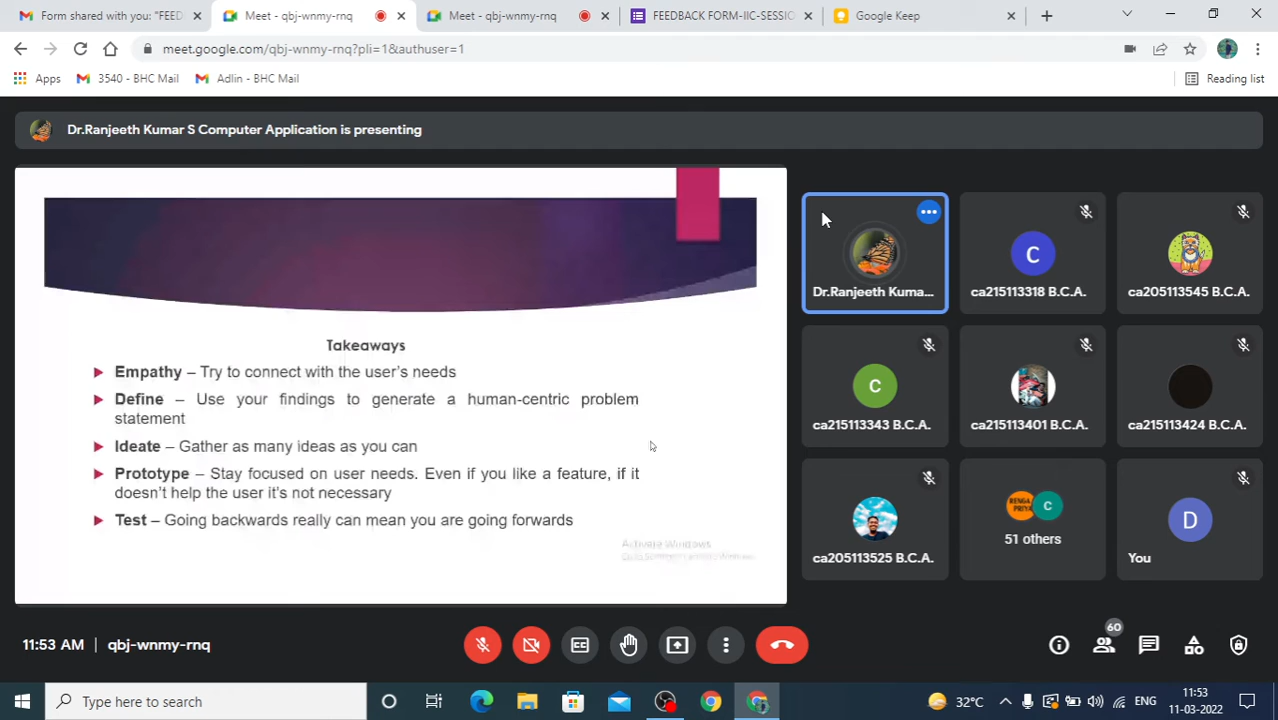 Form shared with you: "FEED
Meet - qbj-wnmy-rnq
Meet - qbj-wnmy-rnq
FEEDBACK FORM-IIC-SESSIO
Google Keep
meet.google.com/qbj-wnmy-rnq?pli=1&authuser=1
Apps
3540 - BHC Mail
Adlin - BHC Mail
Reading list
Dr.Ranjeeth Kumar S Computer Application is presenting
Takeaways
Empathy – Try to connect with the user's needs
Define – Use your findings to generate a human-centric problem
statement
Ideate – Gather as many ideas as you can
Prototype – Stay focused on user needs. Even if you like a feature, if it
doesn't help the user it's not necessary
Test – Going backwards really can mean you are going forwards
Activate Windows
Dr.Ranjeeth Kuma...
C
ca215113318 B.C.A.
ca205113545 B.C.A.
C
ca215113343 B.C.A.
ca215113401 B.C.A.
ca215113424 B.C.A.
ca205113525 B.C.A.
RENGA
PRIYA
C
51 others
D
You
11:53 AM | qbj-wnmy-rnq
CC
60
Type here to search
32°C
ENG
11:53
11-03-2022